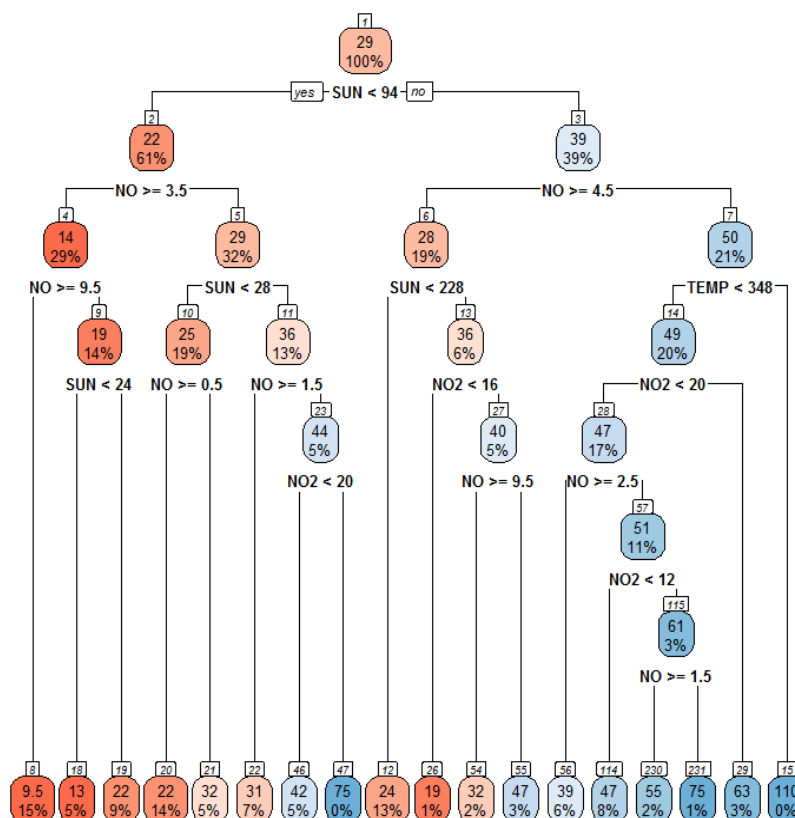 1
29
100%
yes SUN < 94 no
2 3
22 39
61% 39%
NO >= 3.5 NO >= 4.5
4 5 6 7
14 29 28 50
29% 32% 19% 21%
NO >= 9.5 SUN < 28 SUN < 228 TEMP < 348
9 10 11 13 14
19 25 36 36 49
14% 19% 13% 6% 20%
SUN < 24 NO >= 0.5 NO >= 1.5 NO2 < 16 NO2 < 20
23 27 28
44 40 47
5% 5% 17%
NO2 < 20 NO >= 9.5 NO >= 2.5
57
51
11%
NO2 < 12
115
61
3%
NO >= 1.5
8 18 19 20 21 22 46 47 12 26 54 55 56 114 230 231 29 15
9.5 13 22 22 32 31 42 75 24 19 32 47 39 47 55 75 63 110
15% 5% 9% 14% 5% 7% 5% 0% 13% 1% 2% 3% 6% 8% 2% 1% 3% 0%